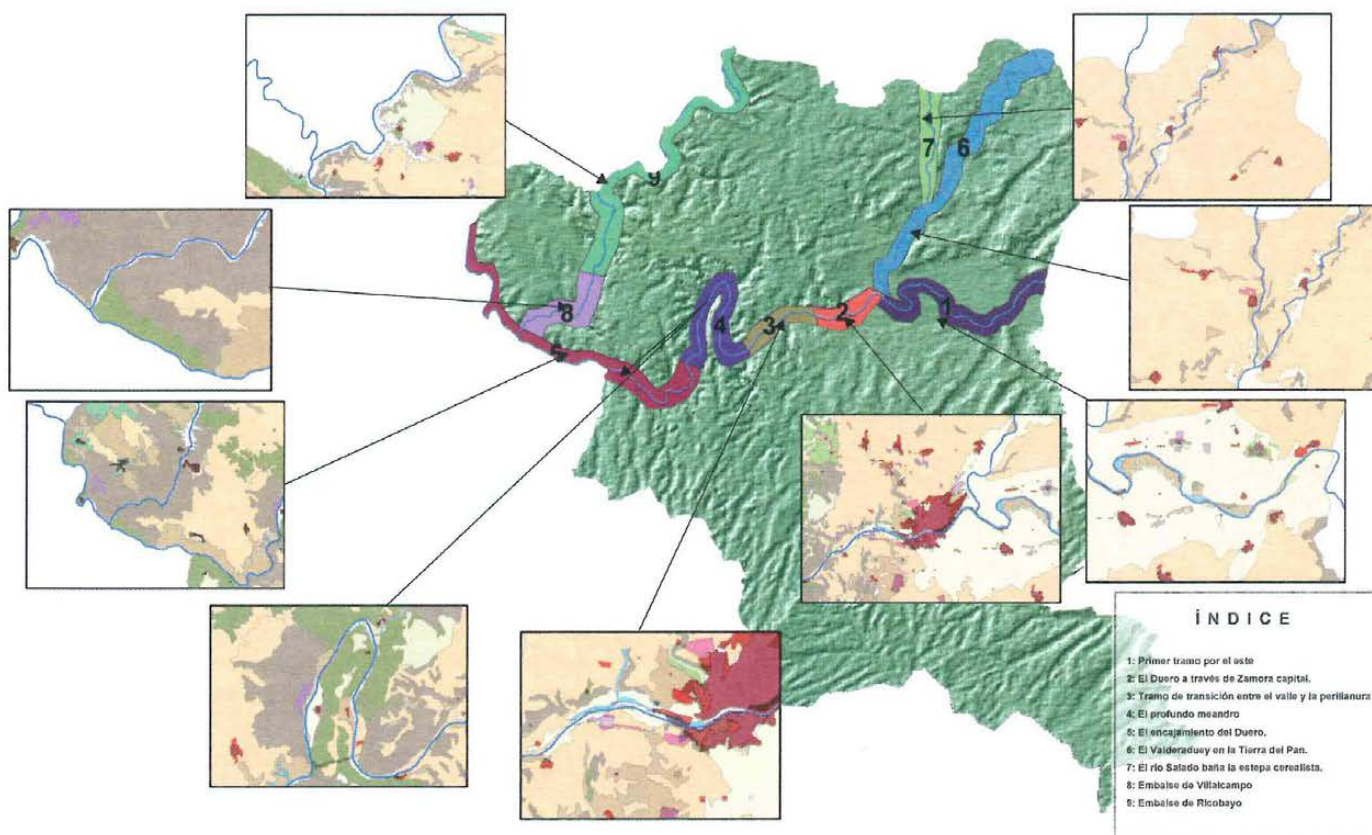 9
7
6
8
4
3
2
1
5
ÍNDICE
1: Primer tramo por el este
2: El Duero a través de Zamora capital.
3: Tramo de transición entre el valle y la penillanura
4: El profundo meandro
5: El encajamiento del Duero.
6: El Valderaduey en la Tierra del Pan.
7: El río Salado baña la estepa cerealista.
8: Embalse de Villalcampo
9: Embalse de Ricobayo